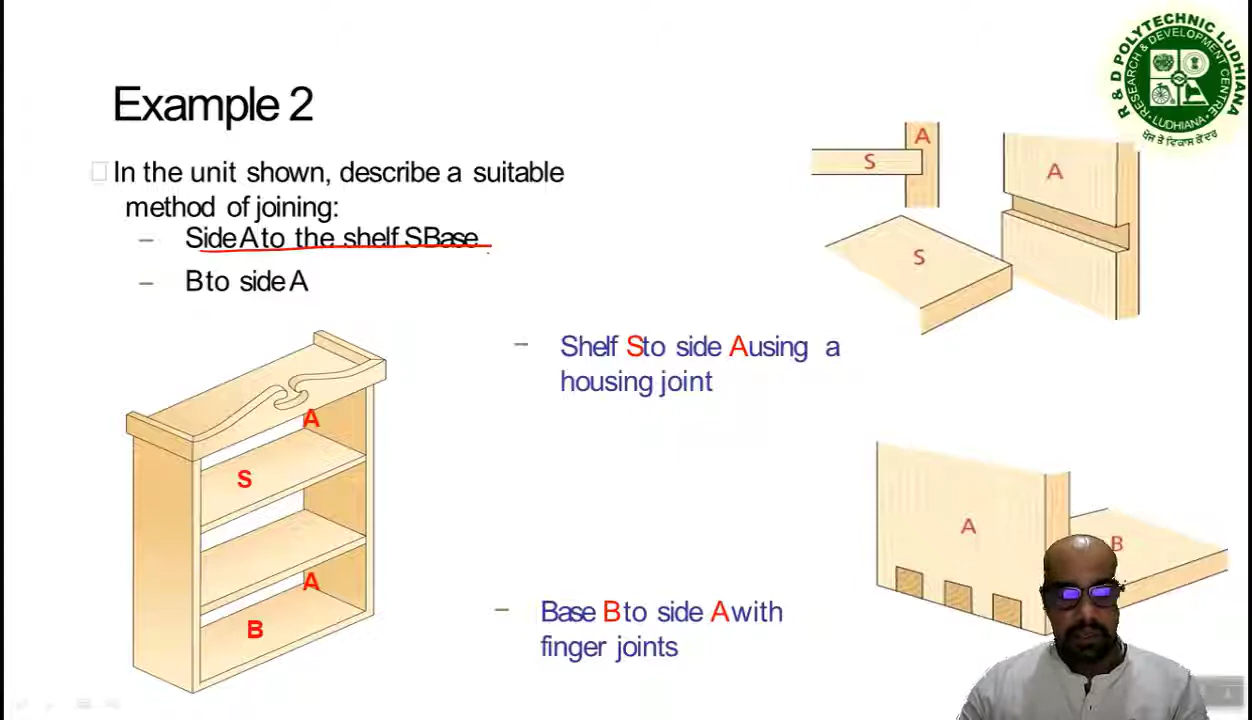 R & D POLYTECHNIC LUDHIANA
RESEARCH & DEVELOPMENT CENTRE
LUDHIANA
ਖੋਜ ਤੇ ਵਿਕਾਸ ਕੇਂਦਰ
Example 2
In the unit shown, describe a suitable
method of joining:
– Side A to the shelf S Base
– B to side A
A
S
A
S
– Shelf S to side A using a
housing joint
A
S
A
B
A
B
– Base B to side A with
finger joints